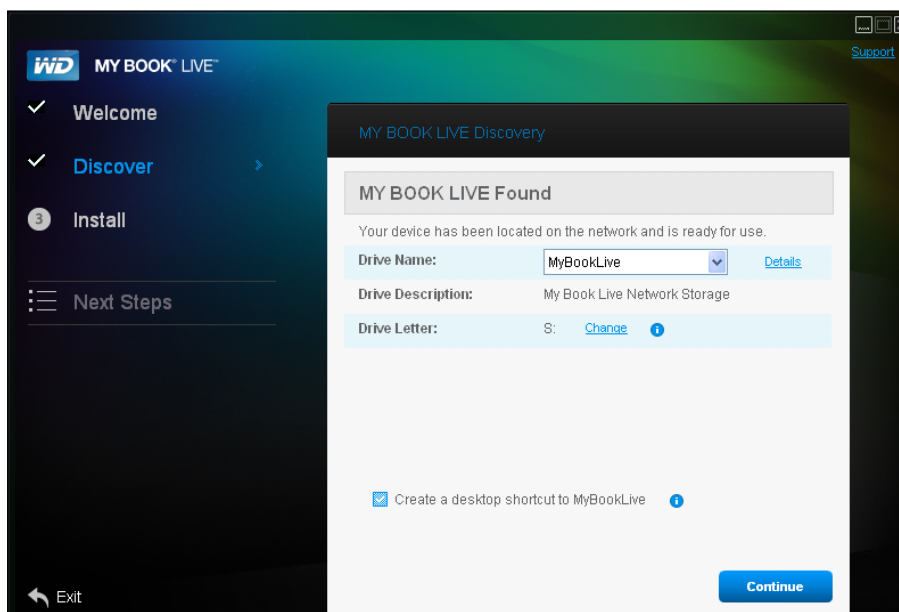 Support
WD MY BOOK® LIVE™
Welcome
Discover
3 Install
Next Steps
Exit
MY BOOK LIVE Discovery
MY BOOK LIVE Found
Your device has been located on the network and is ready for use.
Drive Name: MyBookLive Details
Drive Description: My Book Live Network Storage
Drive Letter: S: Change
Create a desktop shortcut to MyBookLive
Continue